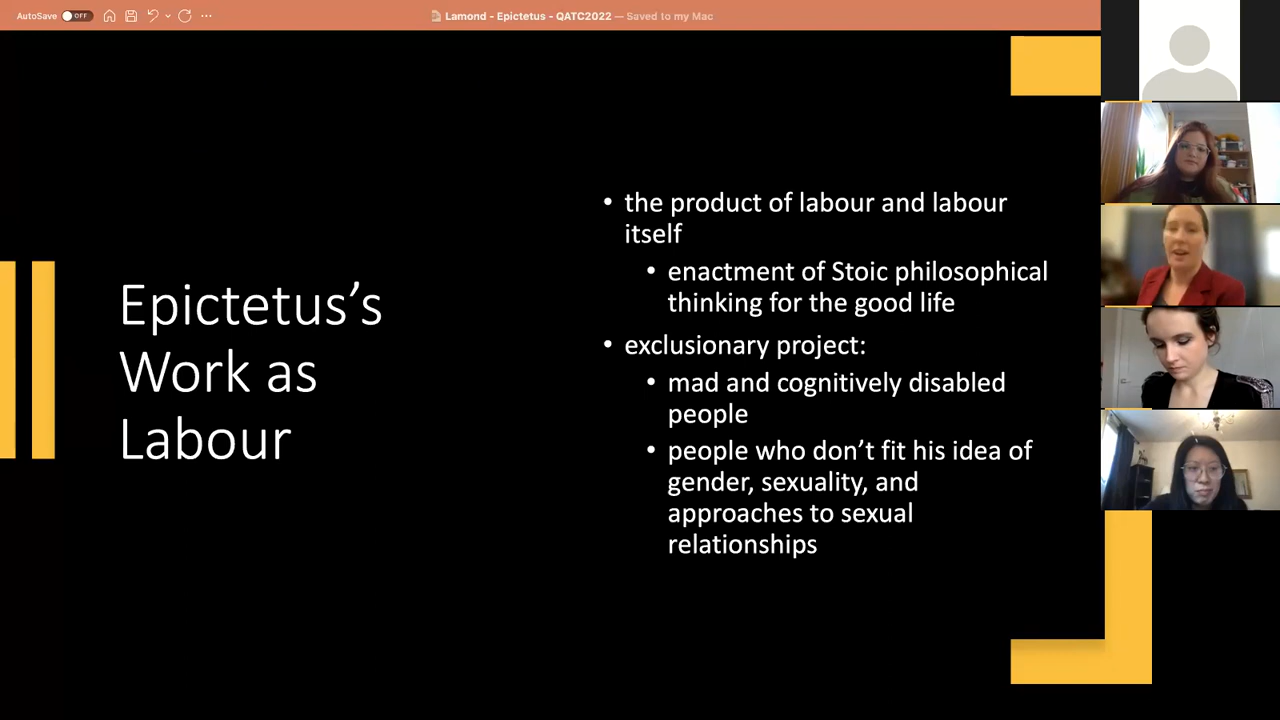 AutoSave OFF
Lamond - Epictetus - QATC2022 — Saved to my Mac
Epictetus’s
Work as
Labour
• the product of labour and labour
itself
• enactment of Stoic philosophical
thinking for the good life
• exclusionary project:
• mad and cognitively disabled
people
• people who don’t fit his idea of
gender, sexuality, and
approaches to sexual
relationships